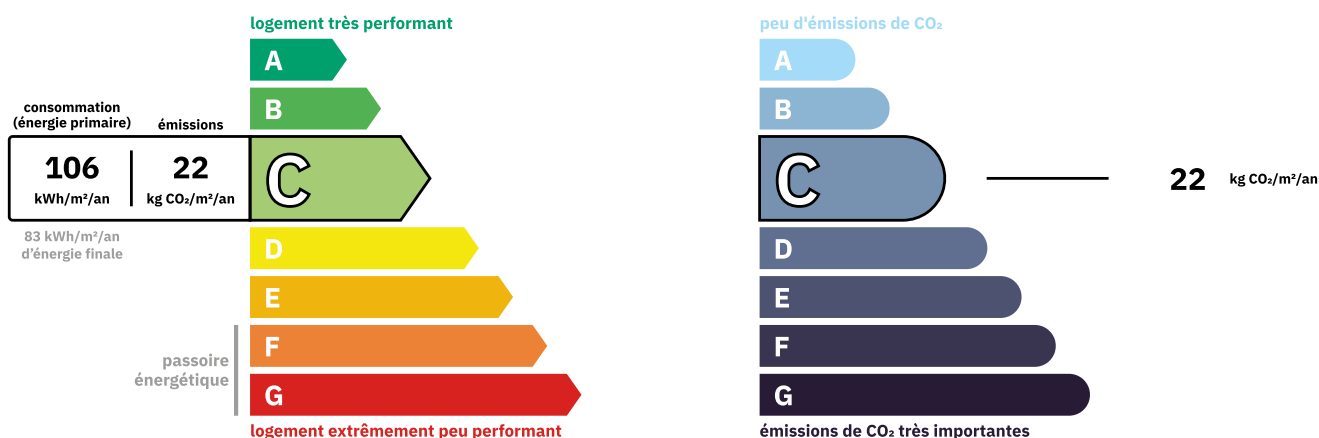 logement très performant
A
B
consommation
(énergie primaire)
émissions
106
kWh/m²/an
22
kg CO₂/m²/an
C
83 kWh/m²/an
d'énergie finale
D
E
F
passoire
énergétique
G
logement extrêmement peu performant
peu d'émissions de CO₂
A
B
C
22 kg CO₂/m²/an
D
E
F
G
émissions de CO₂ très importantes